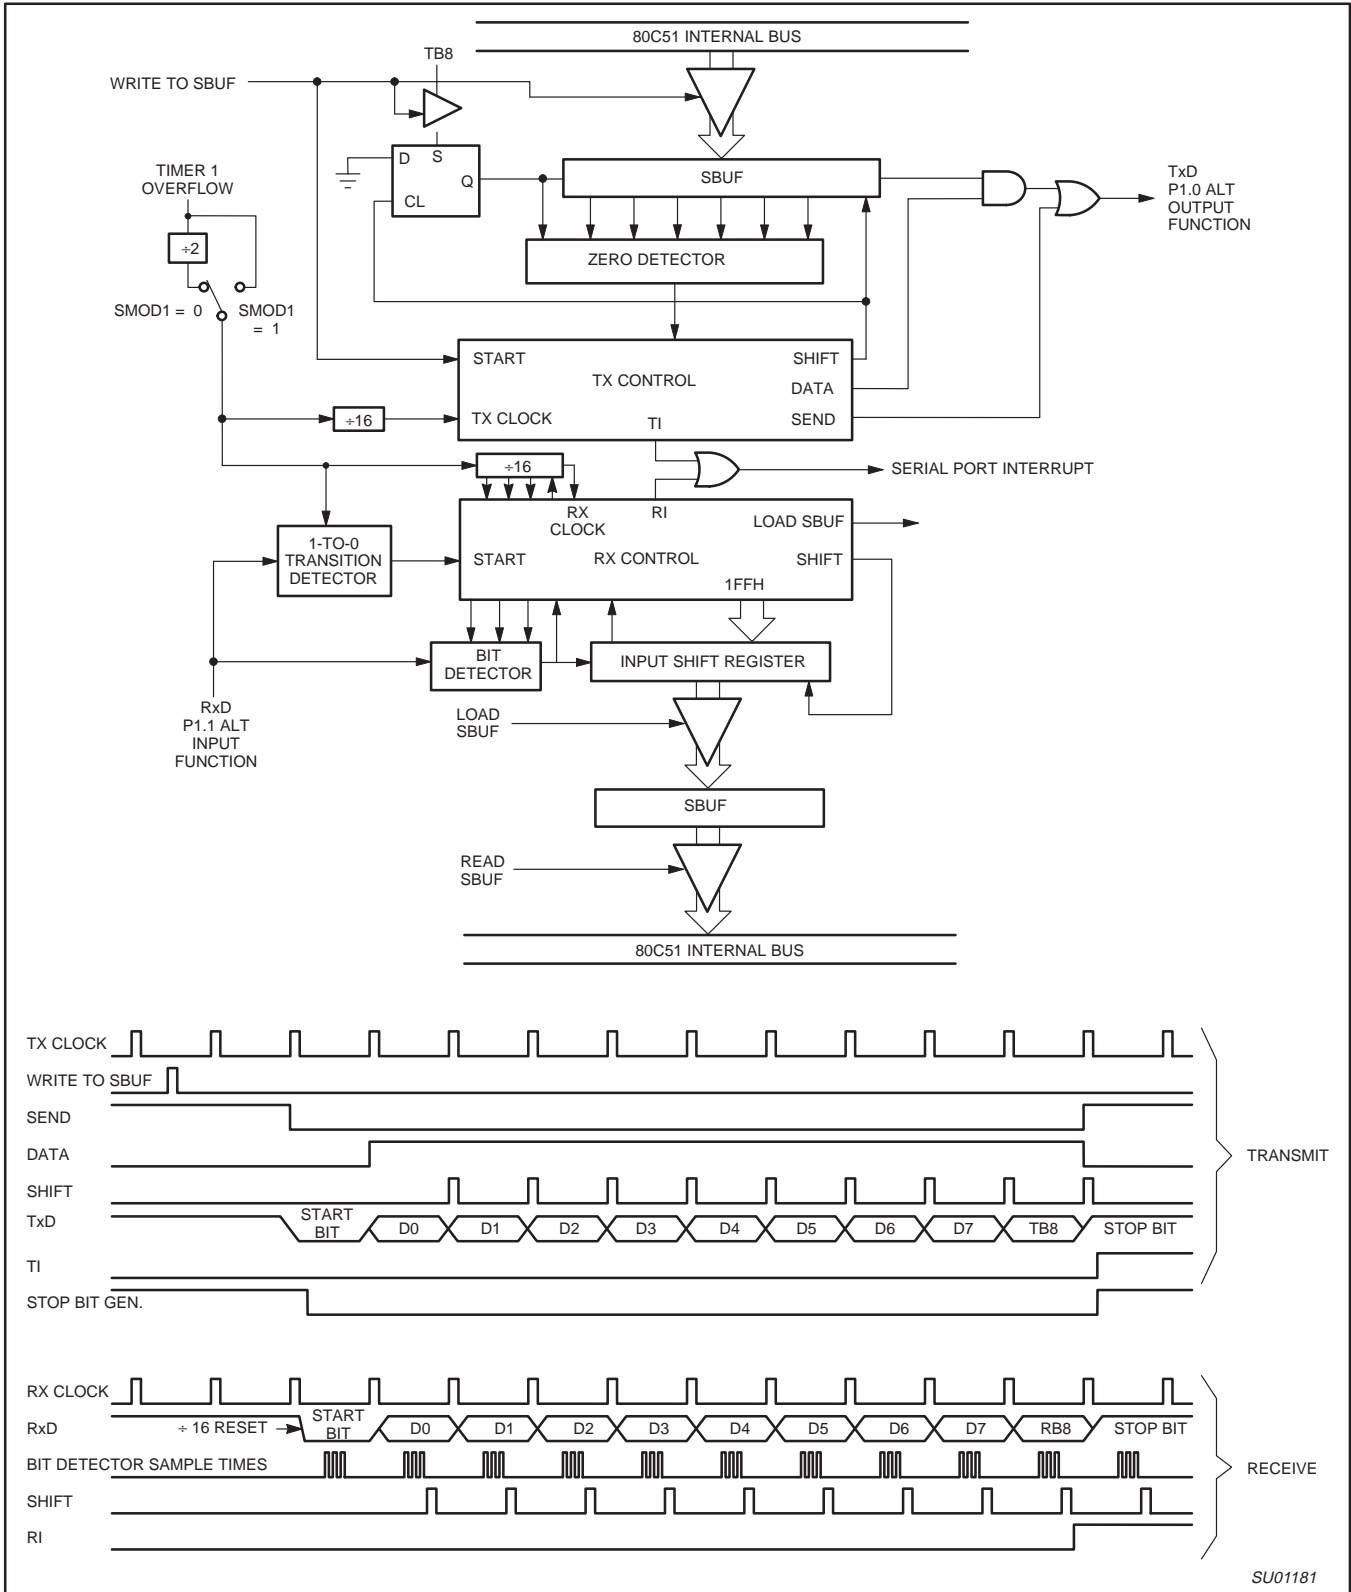 80C51 INTERNAL BUS
TB8
WRITE TO SBUF
D
S
Q
CL
SBUF
TIMER 1
OVERFLOW
÷2
SMOD1 = 0
SMOD1
= 1
ZERO DETECTOR
TxD
P1.0 ALT
OUTPUT
FUNCTION
START
SHIFT
TX CONTROL
DATA
÷16
TX CLOCK
TI
SEND
÷16
SERIAL PORT INTERRUPT
RX
CLOCK
RI
LOAD SBUF
1-TO-0
TRANSITION
DETECTOR
START
RX CONTROL
SHIFT
1FFH
BIT
DETECTOR
INPUT SHIFT REGISTER
RxD
P1.1 ALT
INPUT
FUNCTION
LOAD
SBUF
SBUF
READ
SBUF
80C51 INTERNAL BUS
TX CLOCK
WRITE TO SBUF
SEND
DATA
TRANSMIT
SHIFT
TxD
START
BIT
D0 D1 D2 D3 D4 D5 D6 D7 TB8 STOP BIT
TI
STOP BIT GEN.
RX CLOCK
RxD
÷ 16 RESET
START
BIT
D0 D1 D2 D3 D4 D5 D6 D7 RB8 STOP BIT
BIT DETECTOR SAMPLE TIMES
RECEIVE
SHIFT
RI
SU01181